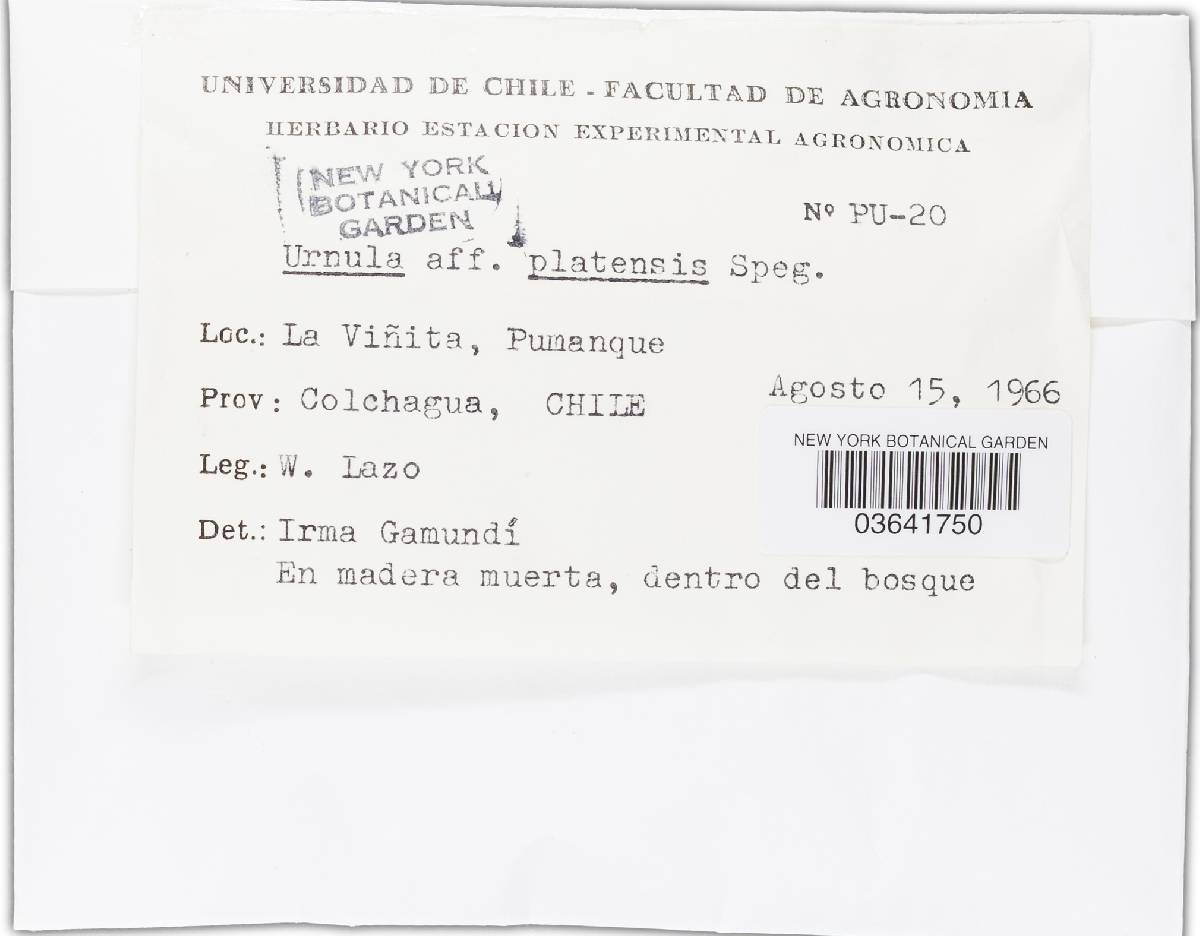 UNIVERSIDAD DE CHILE - FACULTAD DE AGRONOMIA
HERBARIO ESTACION EXPERIMENTAL AGRONOMICA
NEW YORK
BOTANICAL
GARDEN
Nº PU-20
Urnula aff. platensis Speg.
Loc.: La Viñita, Pumanque
Prov: Colchagua, CHILE
Agosto 15, 1966
NEW YORK BOTANICAL GARDEN
03641750
Leg.: W. Lazo
Det.: Irma Gamundí
En madera muerta, dentro del bosque